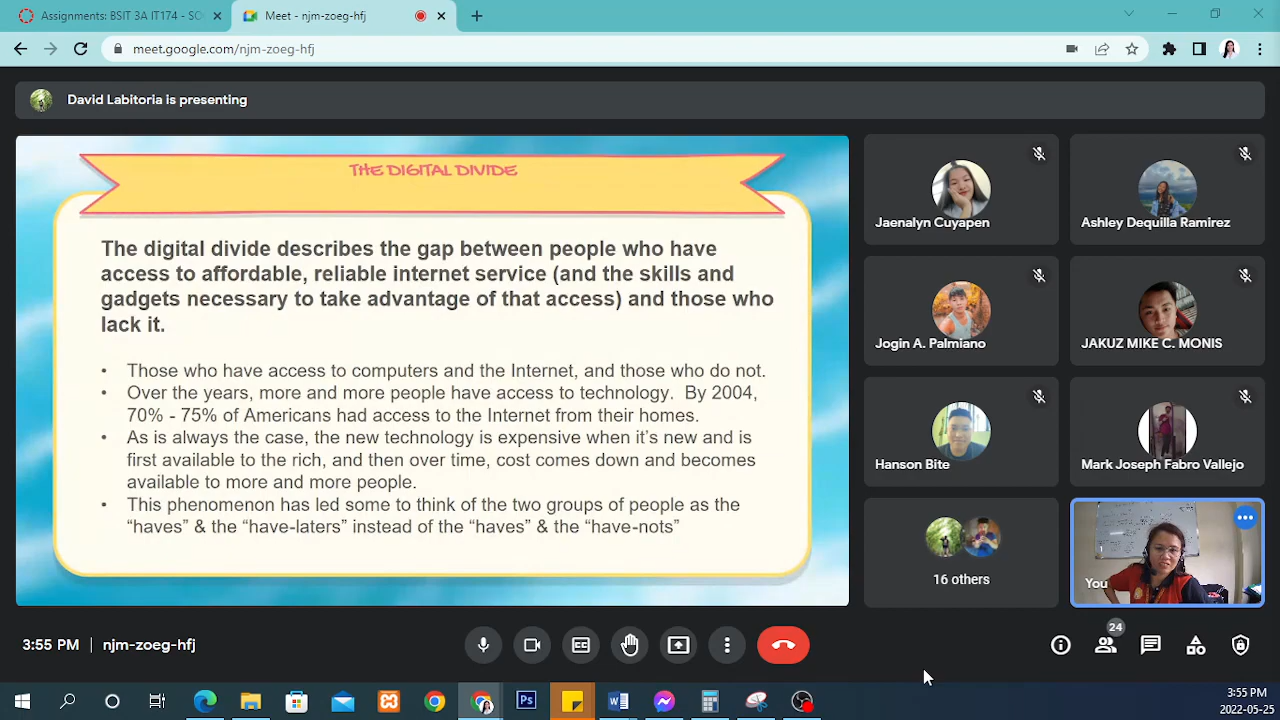 Assignments: BSIT 3A IT174 - SOC
Meet - njm-zoeg-hfj
meet.google.com/njm-zoeg-hfj
David Labitoria is presenting
THE DIGITAL DIVIDE
The digital divide describes the gap between people who have
access to affordable, reliable internet service (and the skills and
gadgets necessary to take advantage of that access) and those who
lack it.
• Those who have access to computers and the Internet, and those who do not.
• Over the years, more and more people have access to technology.  By 2004,
70% - 75% of Americans had access to the Internet from their homes.
• As is always the case, the new technology is expensive when it's new and is
first available to the rich, and then over time, cost comes down and becomes
available to more and more people.
• This phenomenon has led some to think of the two groups of people as the
“haves” & the “have-laters” instead of the “haves” & the “have-nots”
Jaenalyn Cuyapen
Ashley Dequilla Ramirez
Jogin A. Palmiano
JAKUZ MIKE C. MONIS
Hanson Bite
Mark Joseph Fabro Vallejo
16 others
You
3:55 PM | njm-zoeg-hfj
24
Ps
W
3:55 PM
2022-05-25